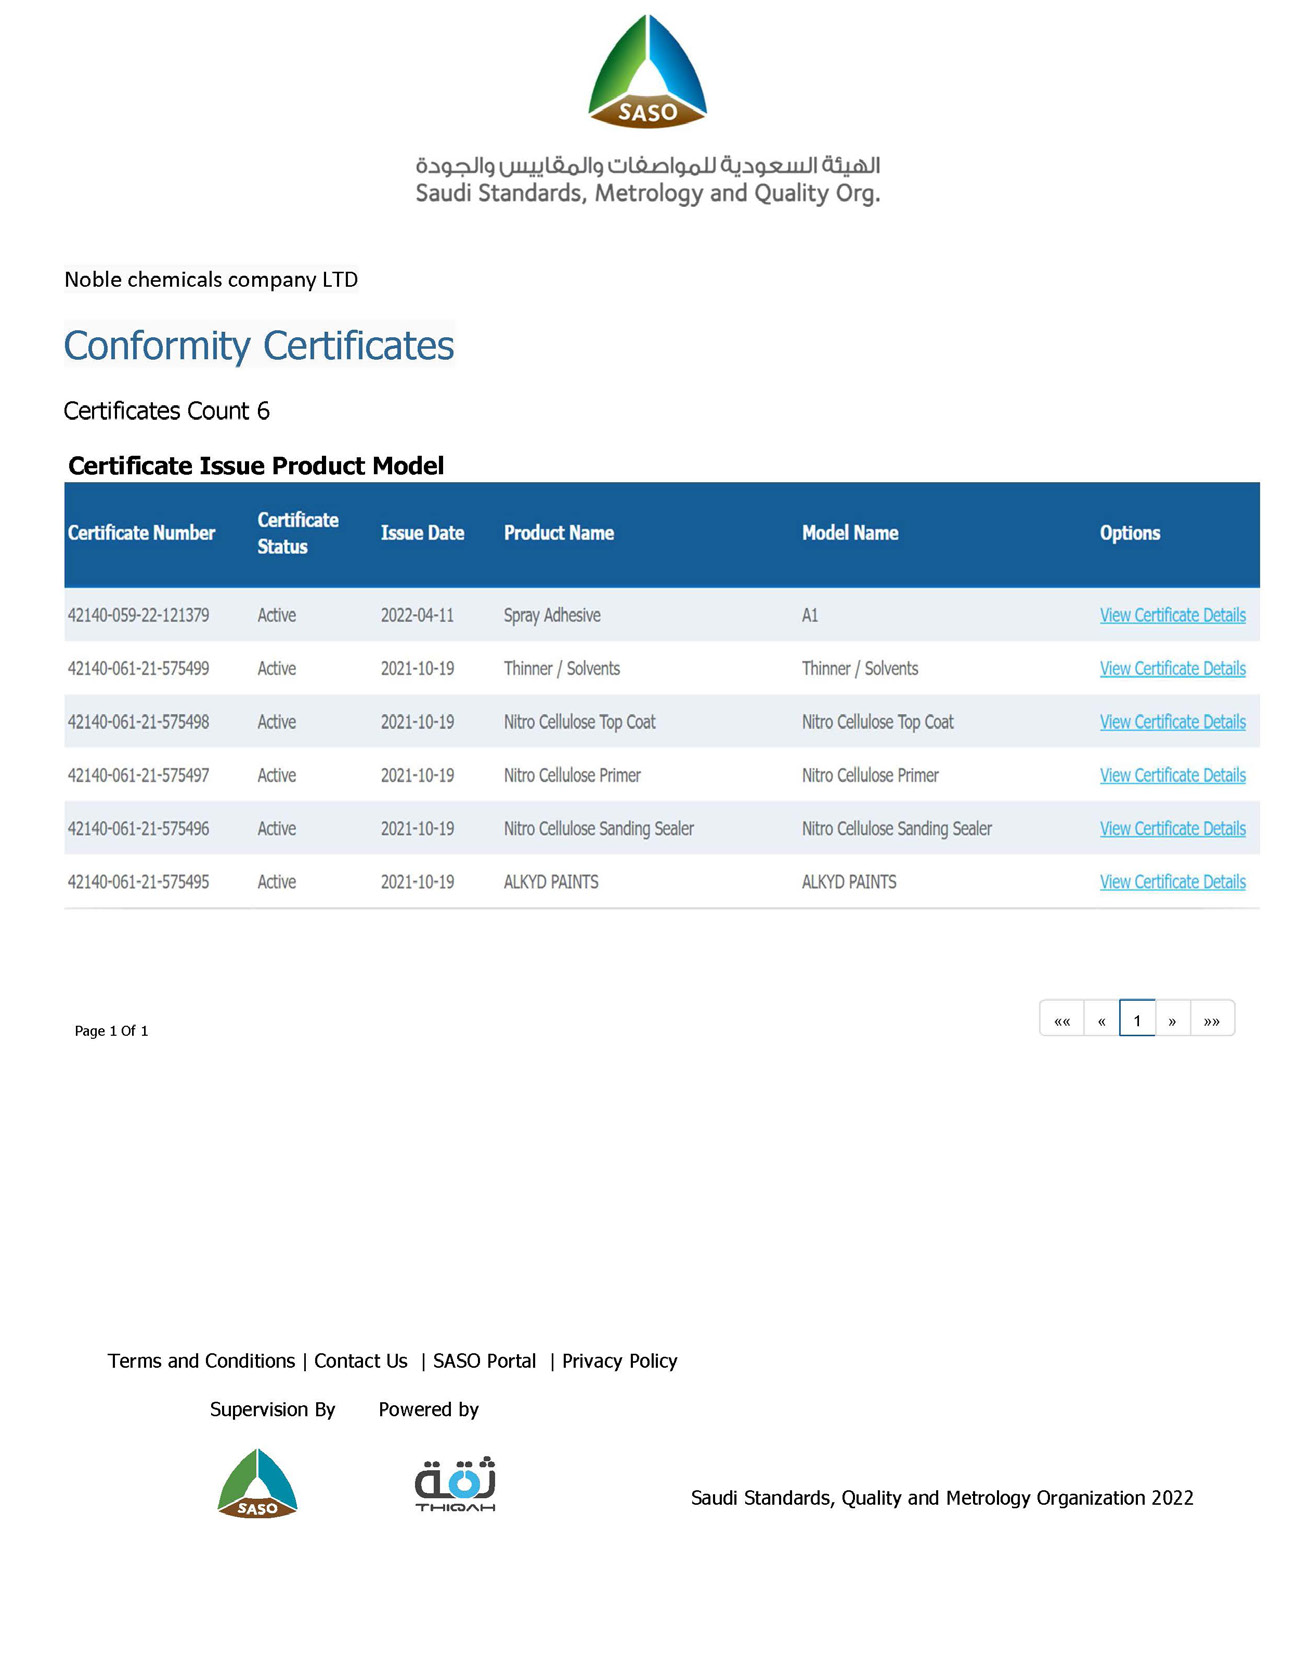 SASO
الهيئة السعودية للمواصفات والمقاييس والجودة
Saudi Standards, Metrology and Quality Org.
Noble chemicals company LTD
Conformity Certificates
Certificates Count 6
Certificate Issue Product Model
Certificate Number Certificate Status Issue Date Product Name Model Name Options
42140-059-22-121379 Active 2022-04-11 Spray Adhesive A1 View Certificate Details
42140-061-21-575499 Active 2021-10-19 Thinner / Solvents Thinner / Solvents View Certificate Details
42140-061-21-575498 Active 2021-10-19 Nitro Cellulose Top Coat Nitro Cellulose Top Coat View Certificate Details
42140-061-21-575497 Active 2021-10-19 Nitro Cellulose Primer Nitro Cellulose Primer View Certificate Details
42140-061-21-575496 Active 2021-10-19 Nitro Cellulose Sanding Sealer Nitro Cellulose Sanding Sealer View Certificate Details
42140-061-21-575495 Active 2021-10-19 ALKYD PAINTS ALKYD PAINTS View Certificate Details
Page 1 Of 1 «« « 1 » »»
Terms and Conditions | Contact Us | SASO Portal | Privacy Policy
Supervision By Powered by
SASO
ثقة
THIQAH
Saudi Standards, Quality and Metrology Organization 2022